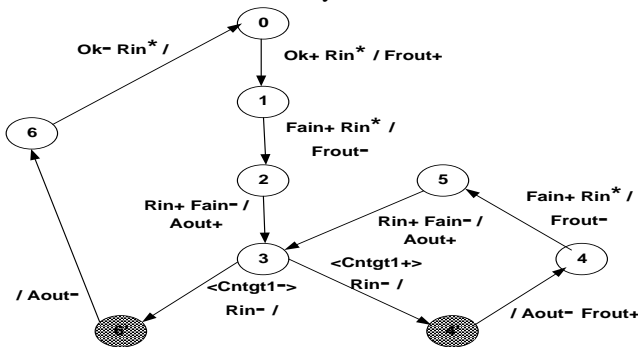 0
Ok- Rin* /
Ok+ Rin* / Frout+
1
Fain+ Rin* /
Frout-
6
2
5
Rin+ Fain- /
Aout+
Fain+ Rin* /
Frout-
Rin+ Fain- /
Aout+
3
4
<Cntgt1->
Rin- /
<Cntgt1+>
Rin- /
/ Aout-
/ Aout- Frout+
6'
4'